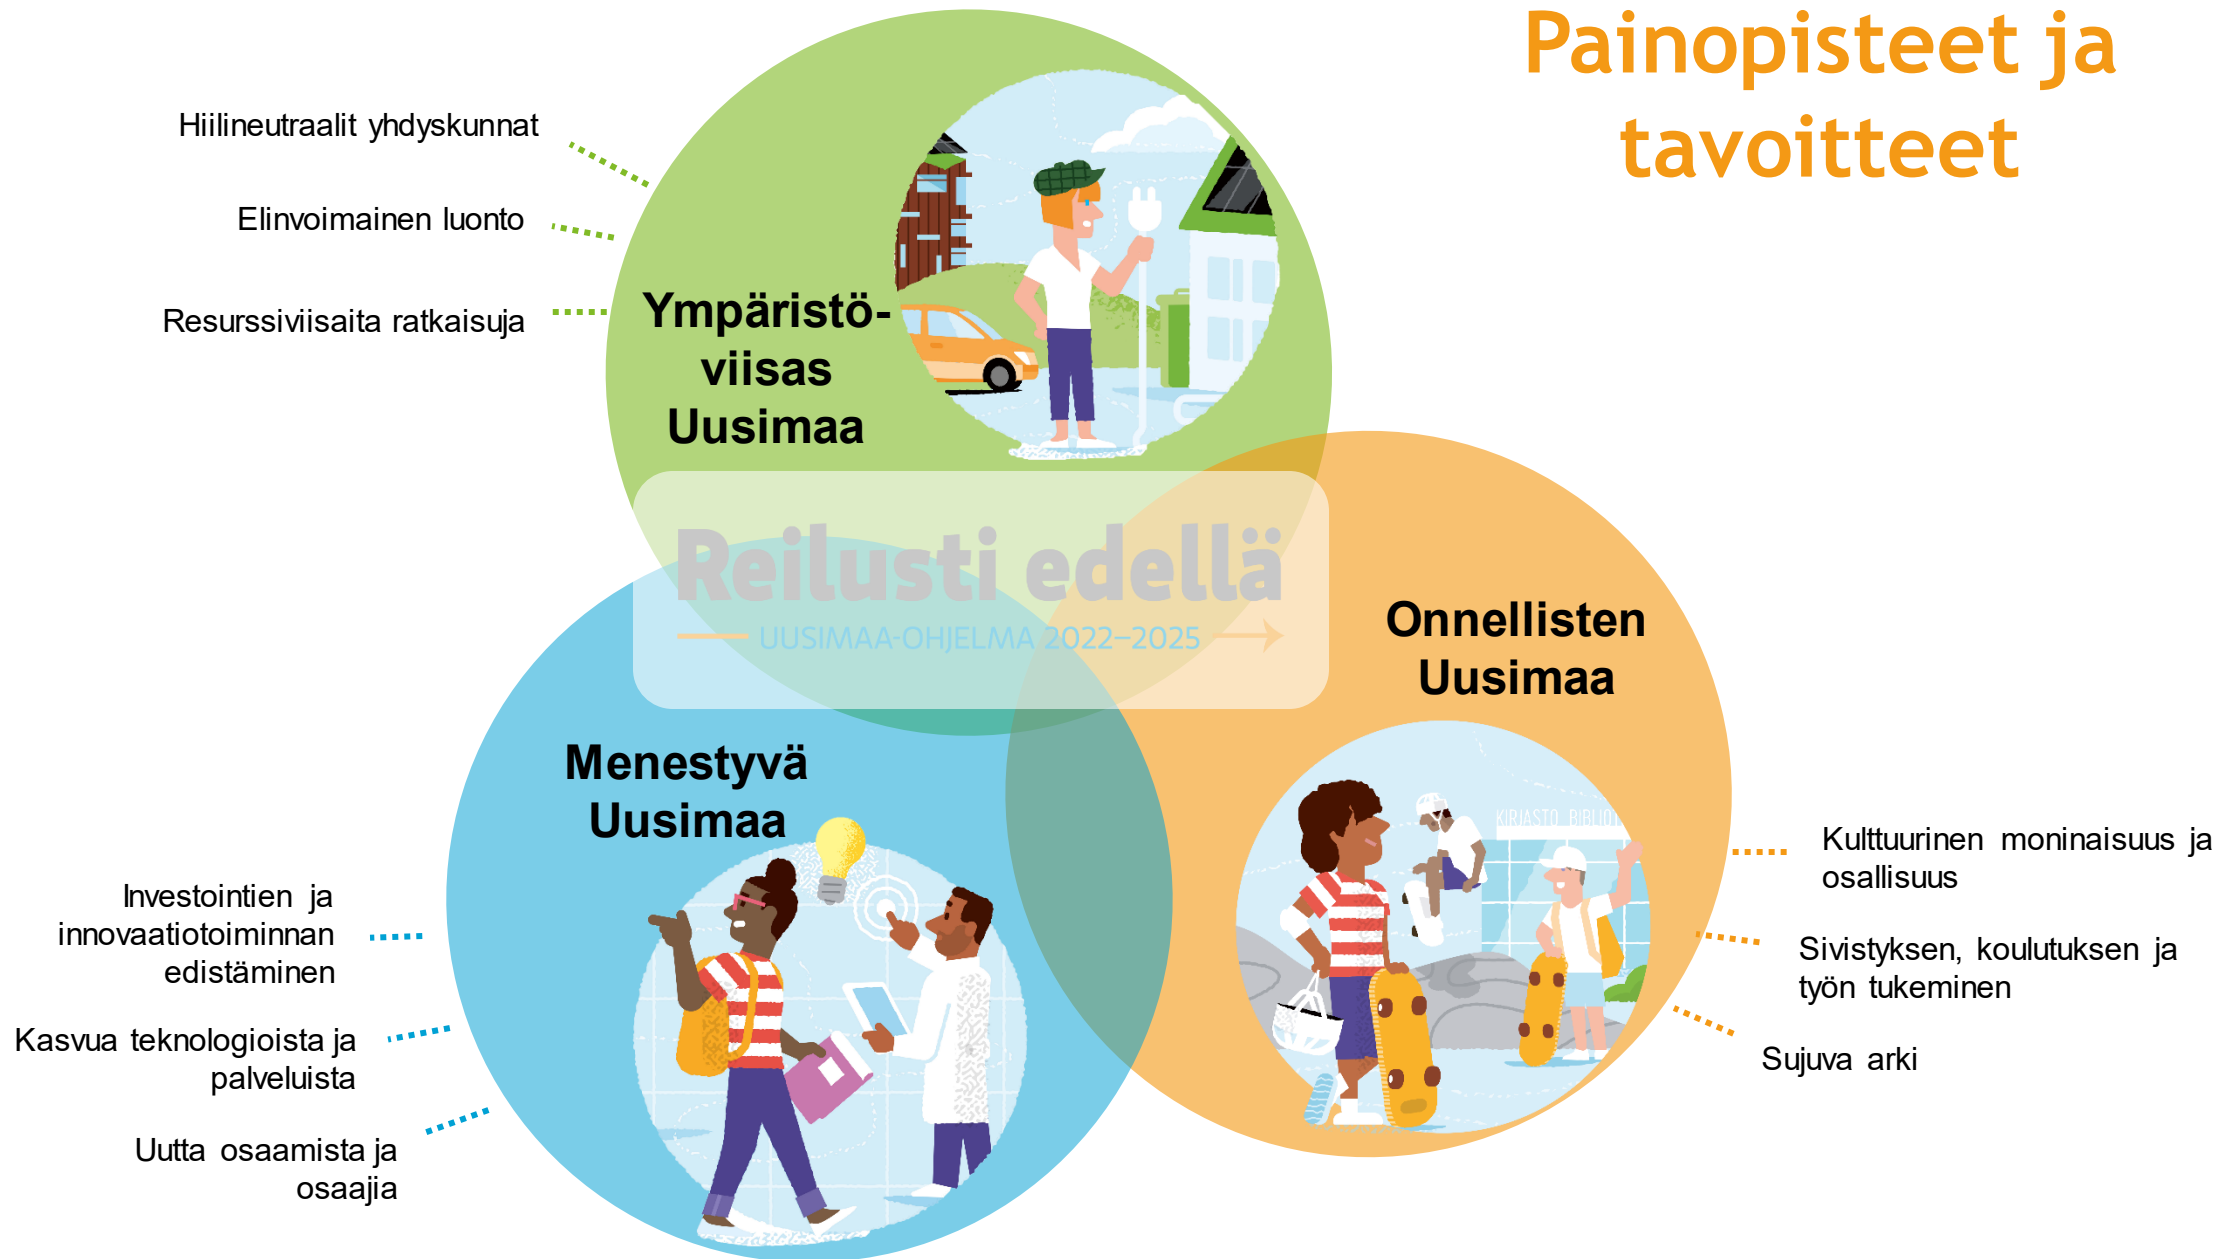 Painopisteet ja
tavoitteet
Hiilineutraalit yhdyskunnat
Elinvoimainen luonto
Resurssiviisaita ratkaisuja
Ympäristö-
viisas
Uusimaa
Reilusti edellä
UUSIMAA-OHJELMA 2022–2025
Onnellisten
Uusimaa
Menestyvä
Uusimaa
KIRJASTO BIBLIOT
Kulttuurinen moninaisuus ja
osallisuus
Sivistyksen, koulutuksen ja
työn tukeminen
Sujuva arki
Investointien ja
innovaatiotoiminnan
edistäminen
Kasvua teknologioista ja
palveluista
Uutta osaamista ja
osaajia